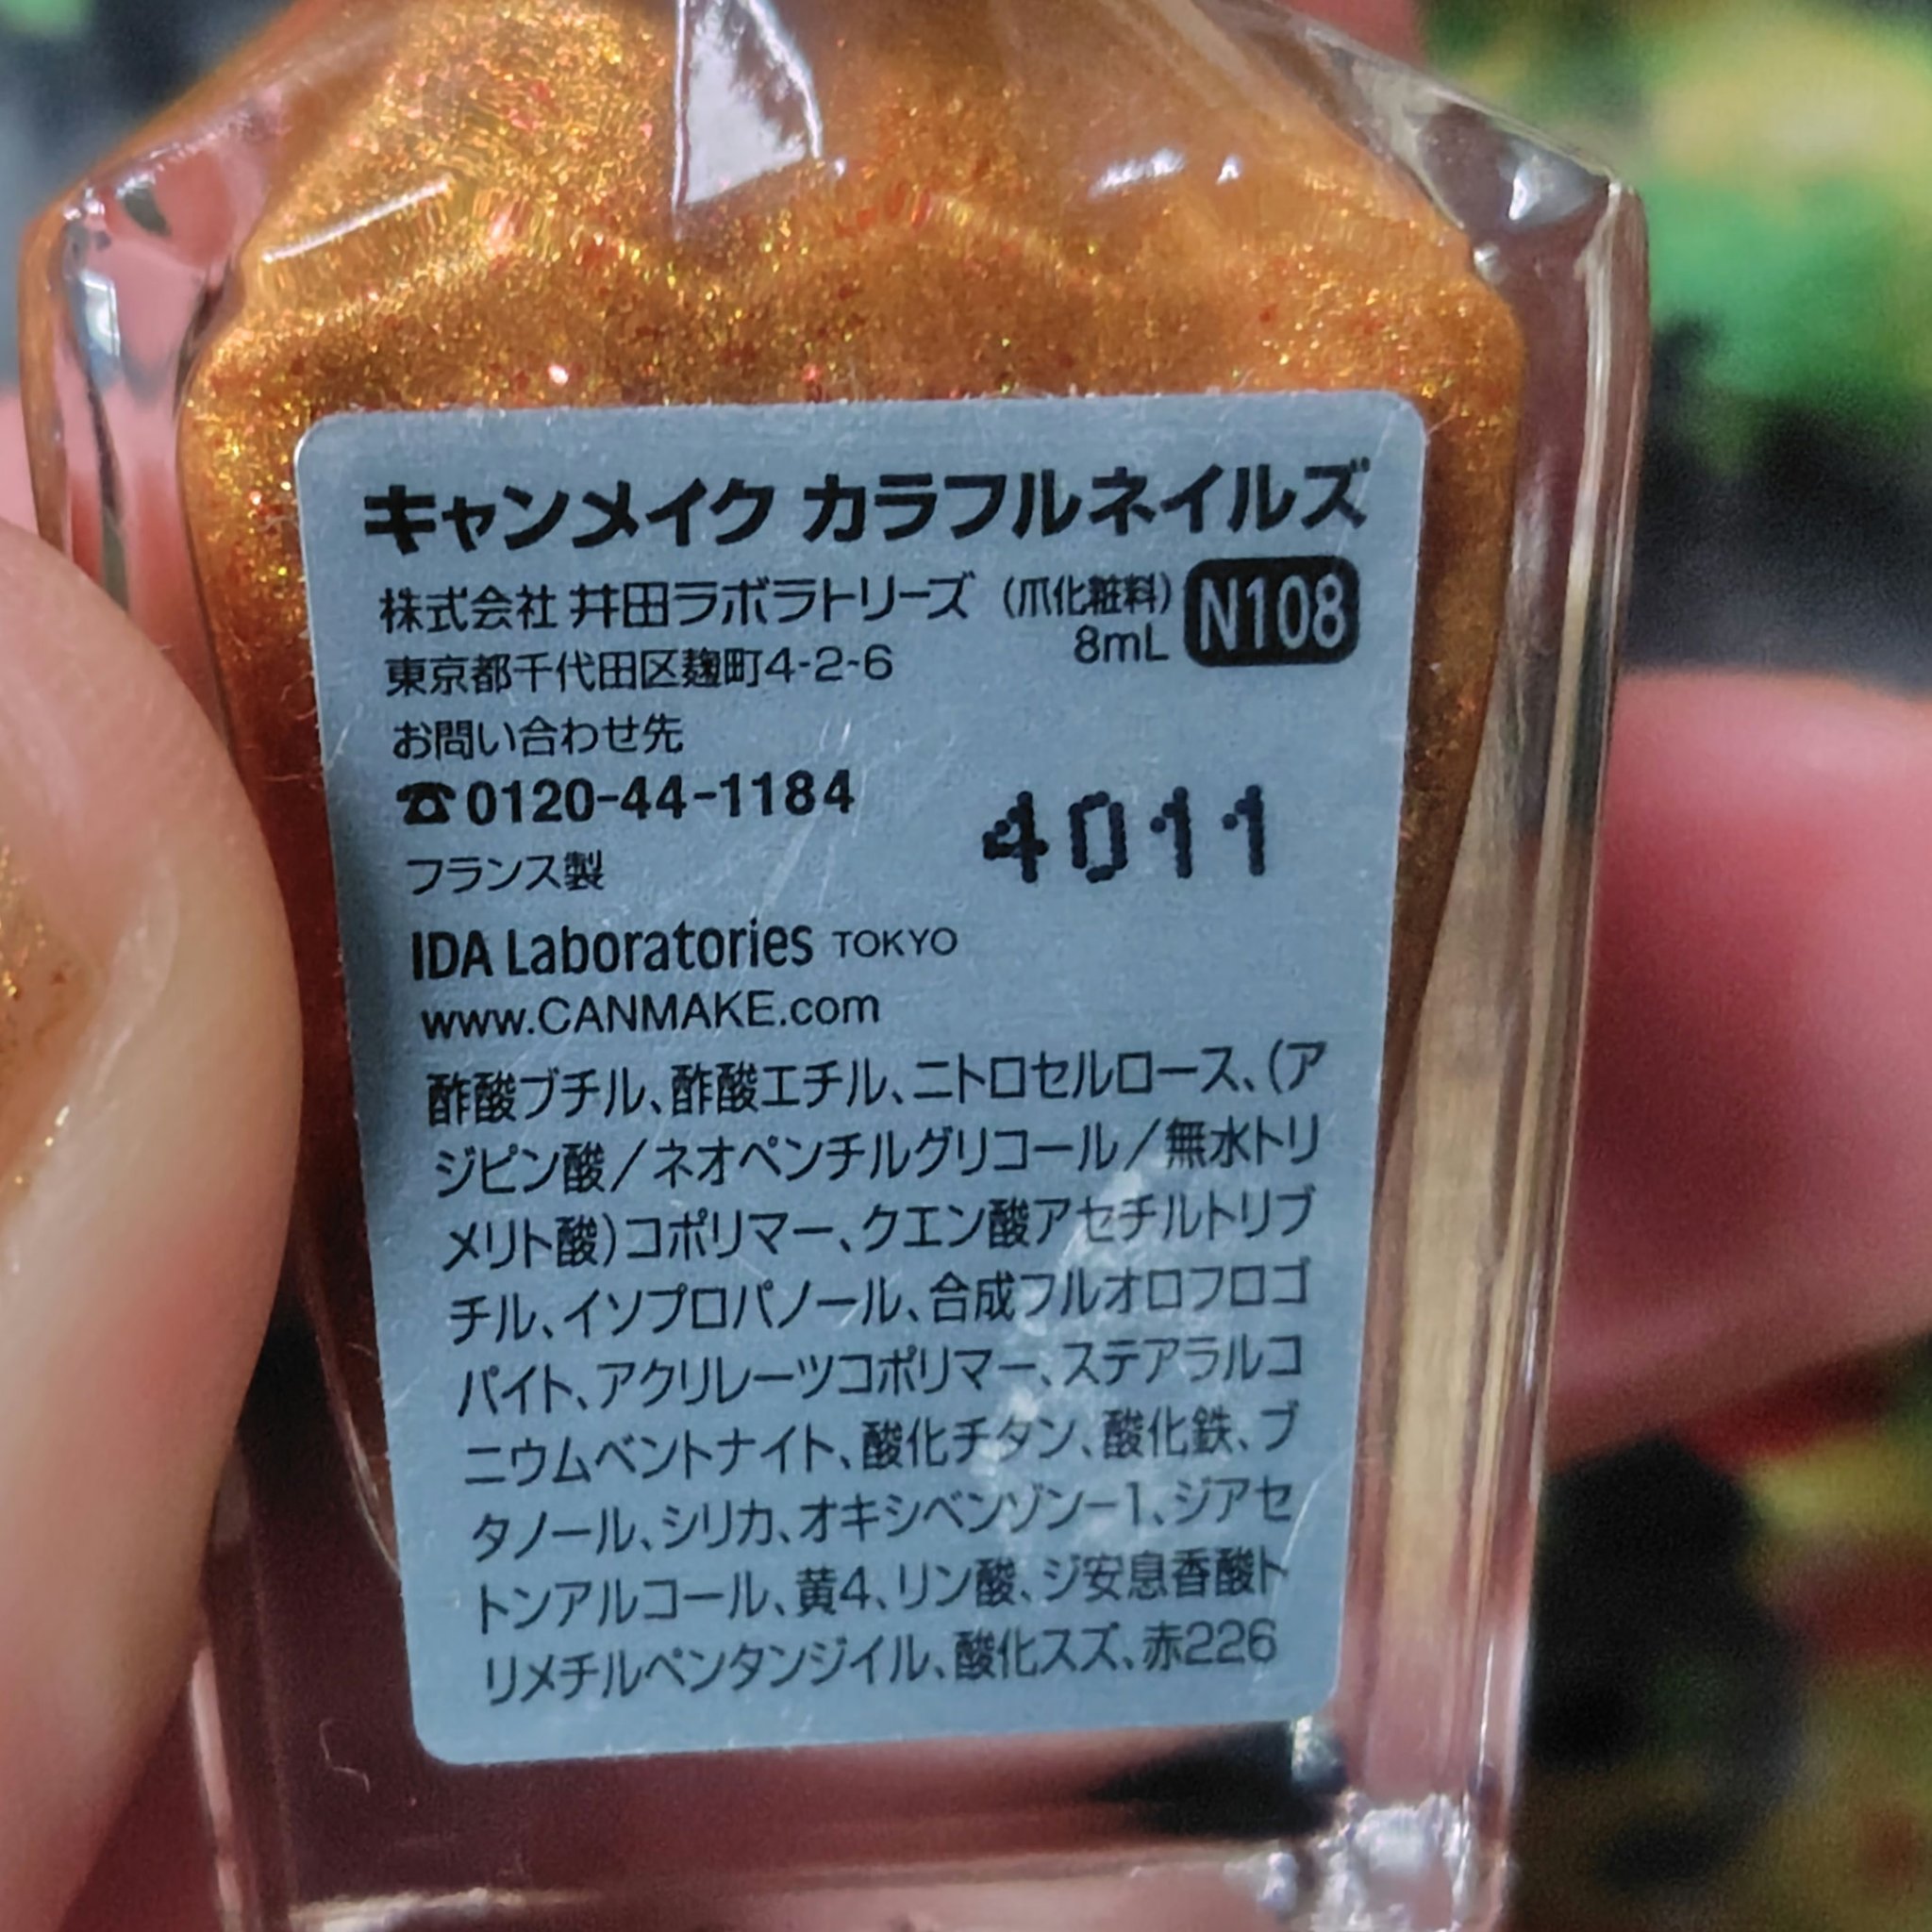 キャンメイク カラフルネイルズ
株式会社 井田ラボラトリーズ (爪化粧料) N108
東京都千代田区麹町4-2-6 8mL
お問い合わせ先
☎0120-44-1184
4011
フランス製
IDA Laboratories TOKYO
www.CANMAKE.com
酢酸ブチル、酢酸エチル、ニトロセルロース、(ア
ジピン酸/ネオペンチルグリコール/無水トリ
メリト酸)コポリマー、クエン酸アセチルトリブ
チル、イソプロパノール、合成フルオロフロゴ
パイト、アクリレーツコポリマー、ステアラルコ
ニウムベントナイト、酸化チタン、酸化鉄、ブ
タノール、シリカ、オキシベンゾン-1、ジアセ
トンアルコール、黄4、リン酸、ジ安息香酸ト
リメチルペンタンジイル、酸化スズ、赤226